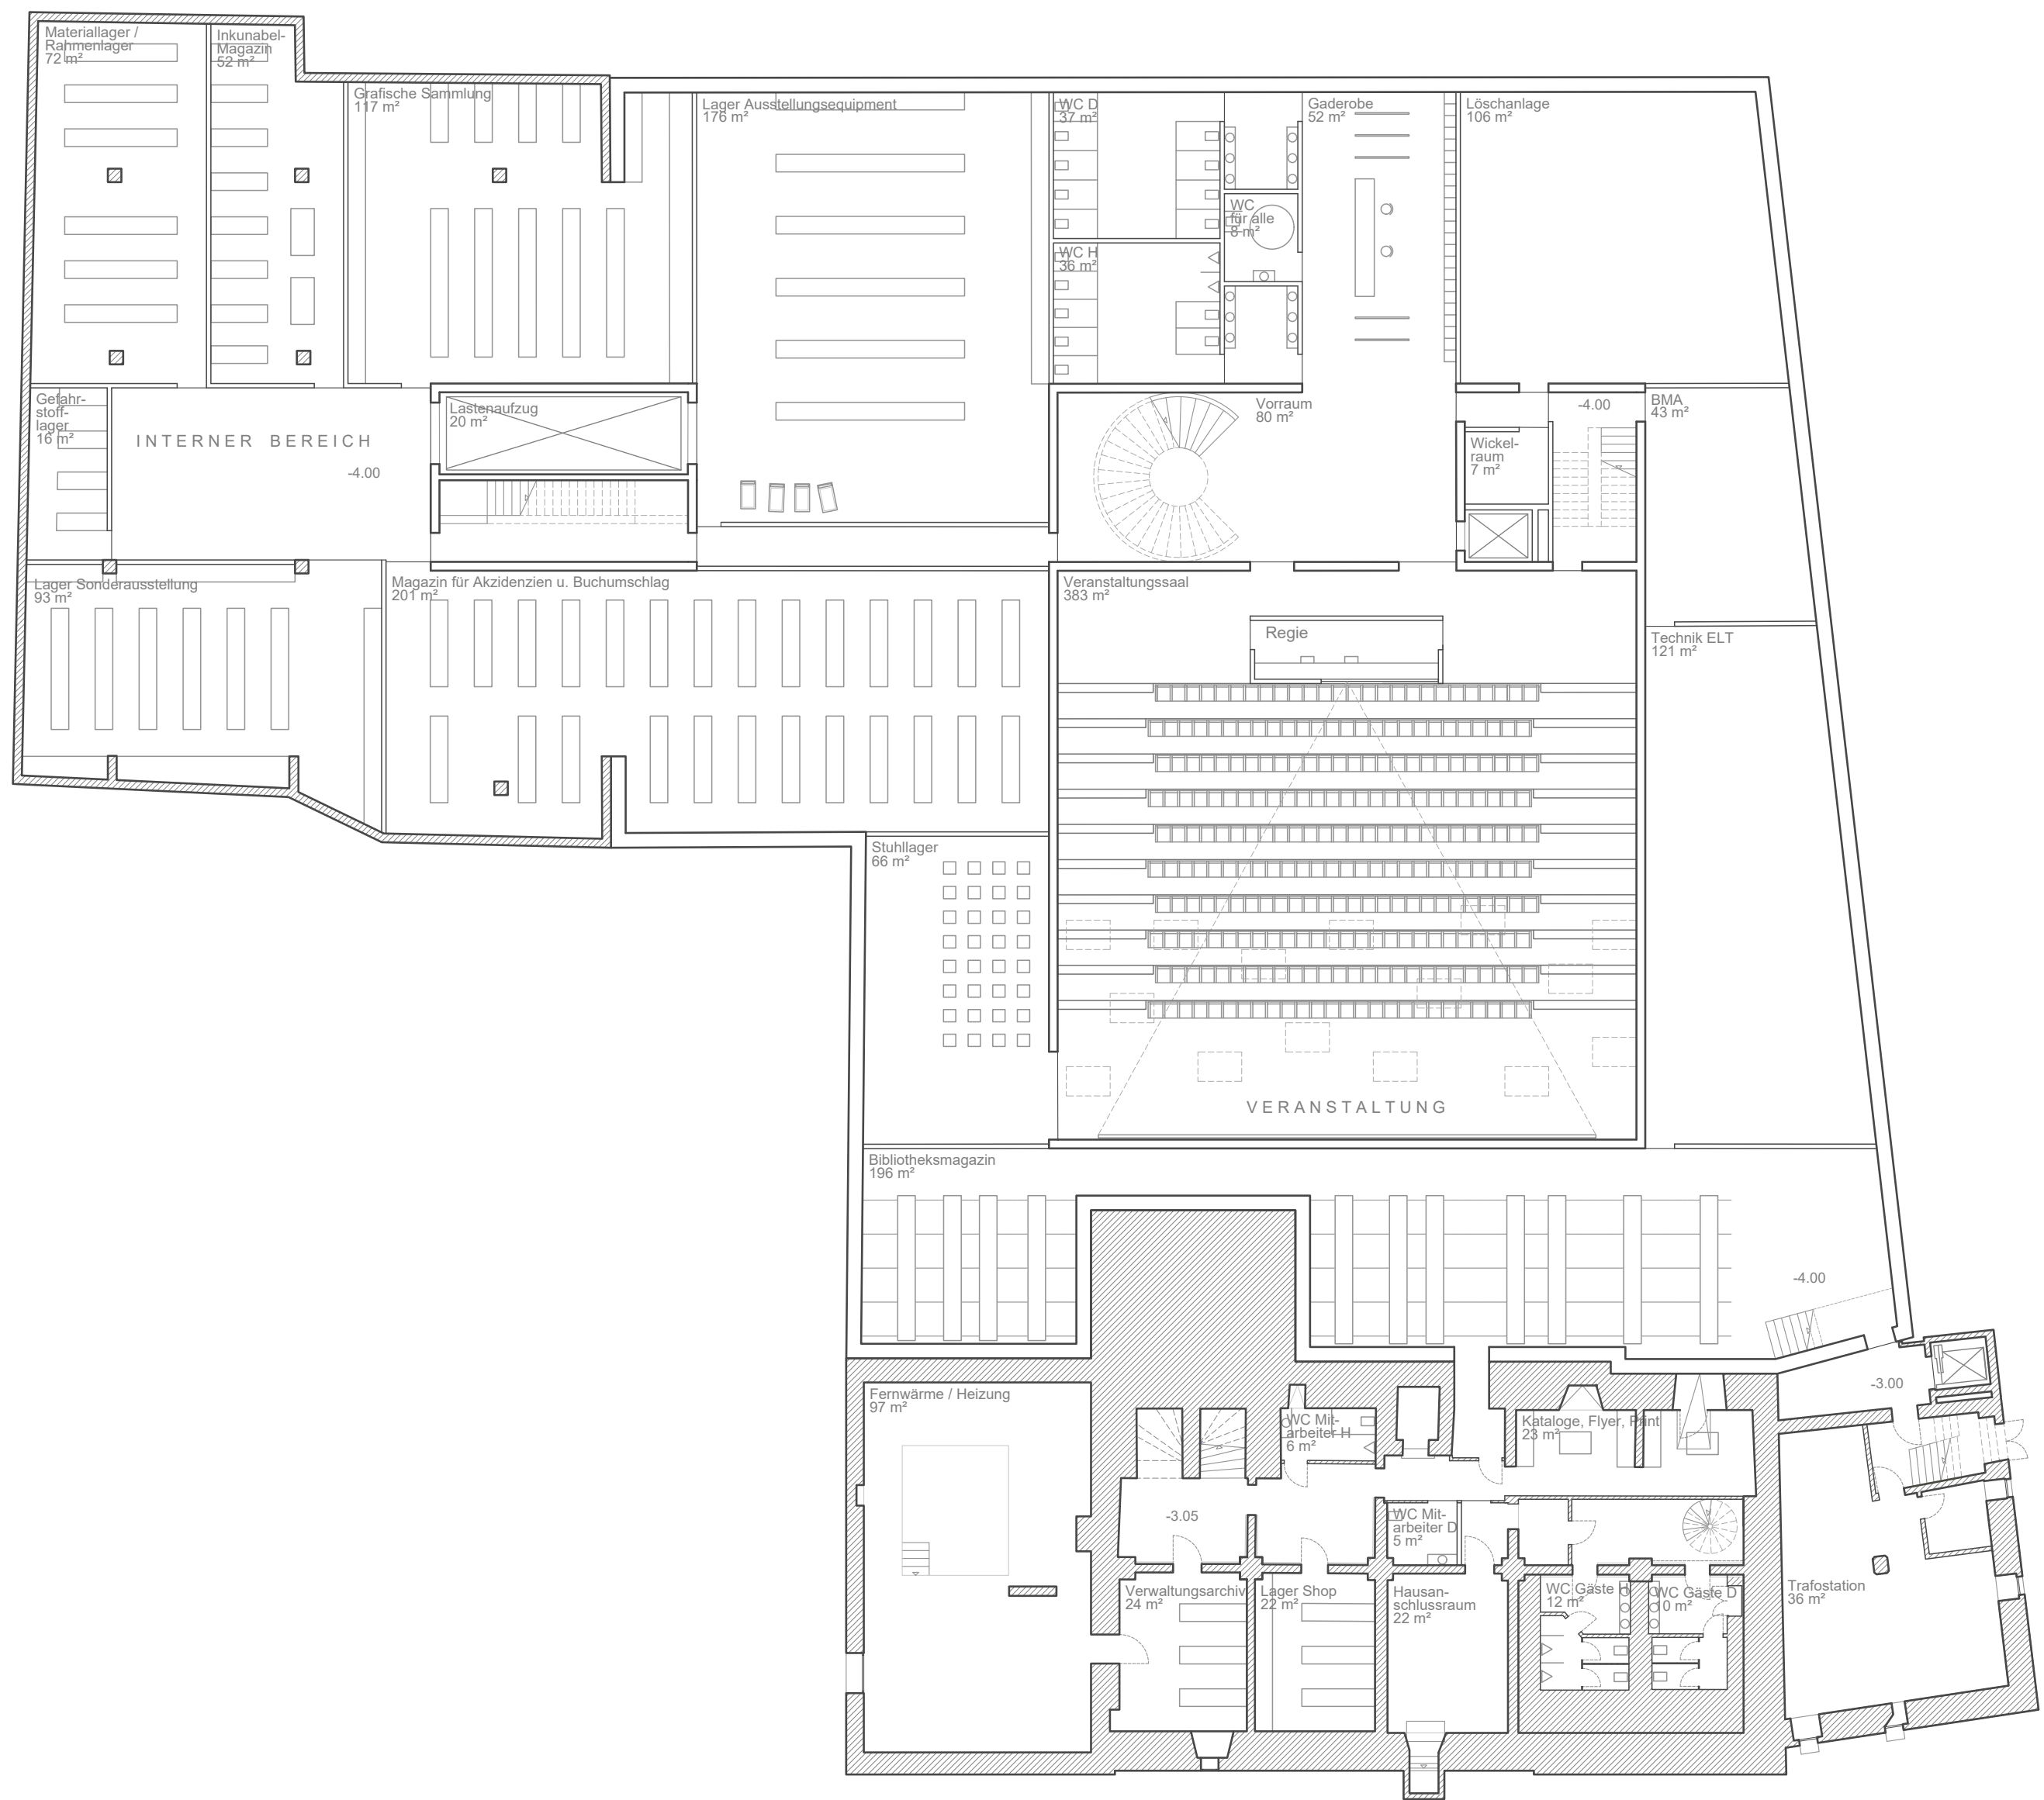 Materiallager /
Rahmenlager
72 m²
Inkunabel-
Magazin
52 m²
Grafische Sammlung
117 m²
Lager Ausstellungsequipment
176 m²
WC D
37 m²
Gaderobe
52 m²
Löschanlage
106 m²
WC
für alle
8 m²
WC H
36 m²
Gefahr-
stoff-
lager
16 m²
INTERNER BEREICH
-4.00
Lastenaufzug
20 m²
Vorraum
80 m²
-4.00
BMA
43 m²
Wickel-
raum
7 m²
Lager Sonderausstellung
93 m²
Magazin für Akzidenzien u. Buchumschlag
201 m²
Veranstaltungssaal
383 m²
Regie
Technik ELT
121 m²
Stuhllager
66 m²
VERANSTALTUNG
Bibliotheksmagazin
196 m²
-4.00
-3.00
Fernwärme / Heizung
97 m²
WC Mit-
arbeiter H
6 m²
Kataloge, Flyer, Print
23 m²
-3.05
WC Mit-
arbeiter D
5 m²
Verwaltungsarchiv
24 m²
Lager Shop
22 m²
Hausan-
schlussraum
22 m²
WC Gäste H
12 m²
WC Gäste D
10 m²
Trafostation
36 m²